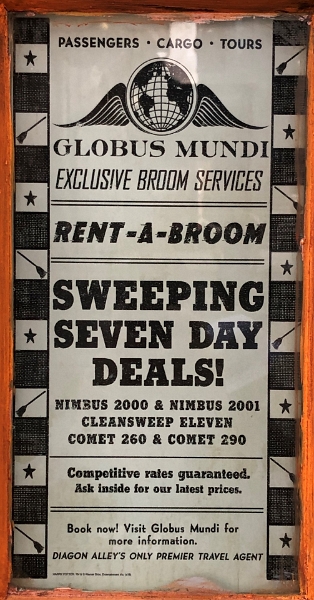 PASSENGERS · CARGO · TOURS
GLOBUS MUNDI
EXCLUSIVE BROOM SERVICES
RENT-A-BROOM
SWEEPING
SEVEN DAY
DEALS!
NIMBUS 2000 & NIMBUS 2001
CLEANSWEEP ELEVEN
COMET 260 & COMET 290
Competitive rates guaranteed.
Ask inside for our latest prices.
Book now! Visit Globus Mundi for
more information.
DIAGON ALLEY'S ONLY PREMIER TRAVEL AGENT